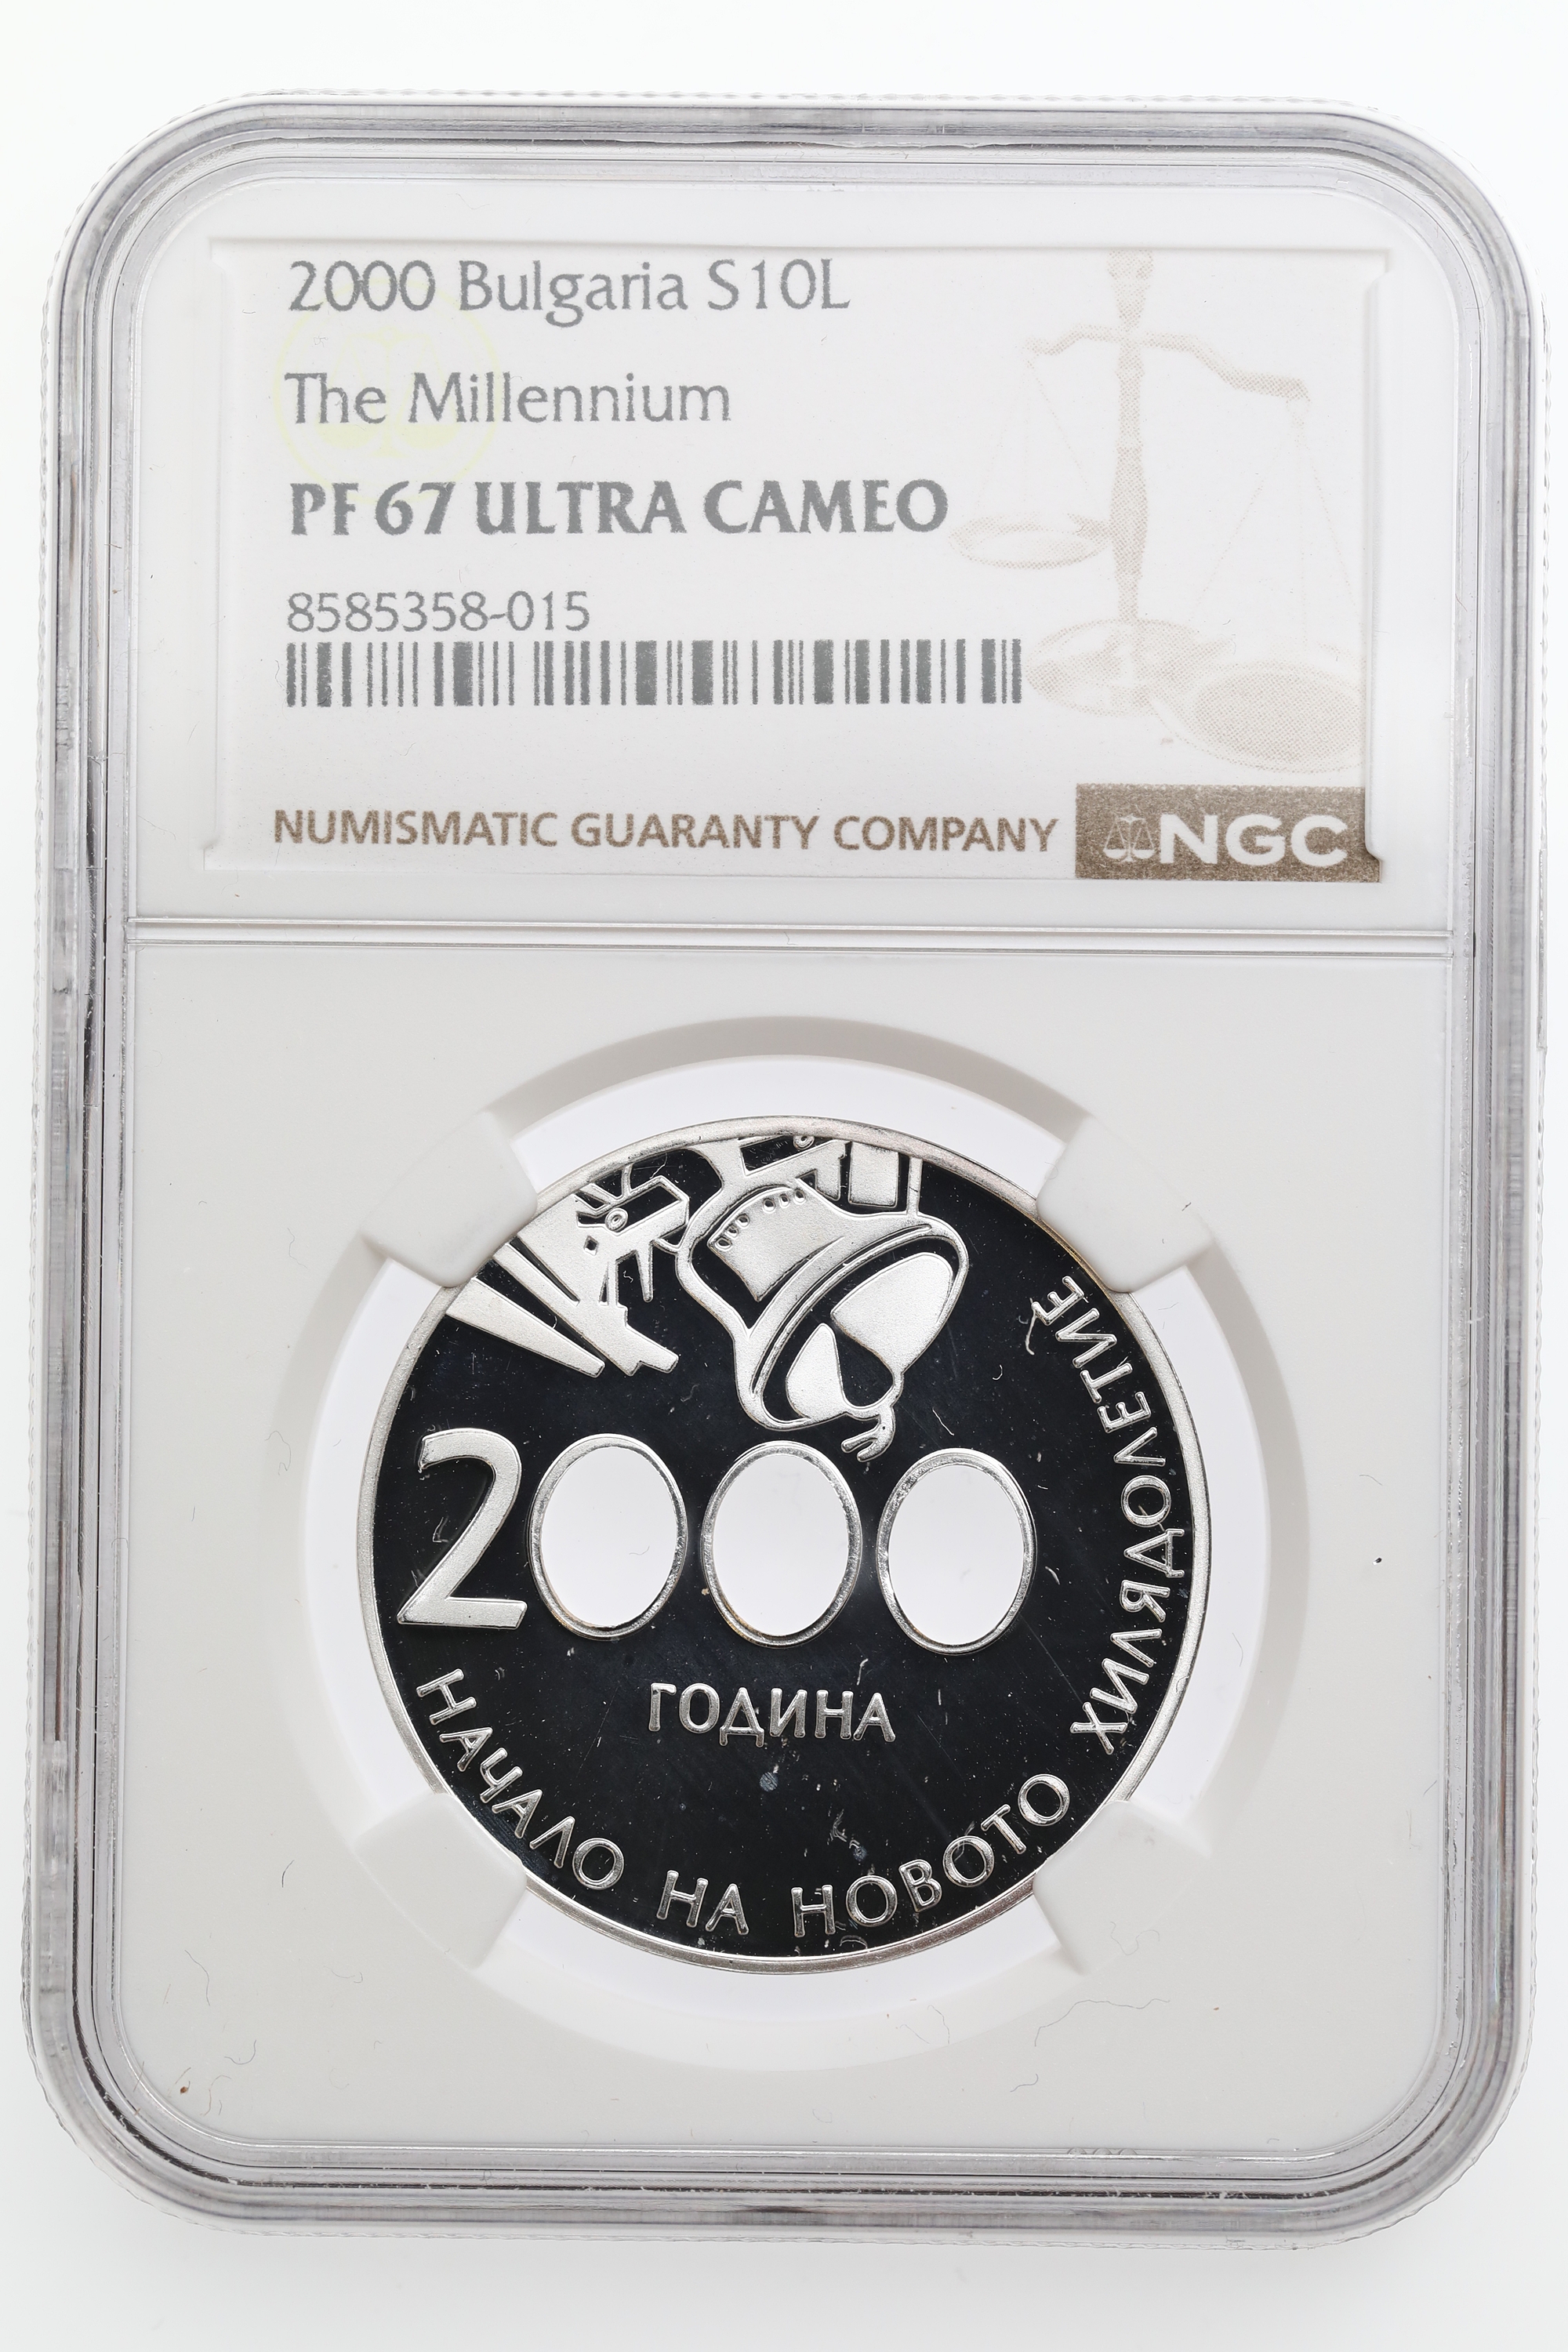 2000 Bulgaria S10L
The Millennium
PF 67 ULTRA CAMEO
8585358-015
NUMISMATIC GUARANTY COMPANY
NGC
2000
ГОДИНА
НАЧАЛО НА НОВОТО ХИЛЯДОЛЕТИЕ